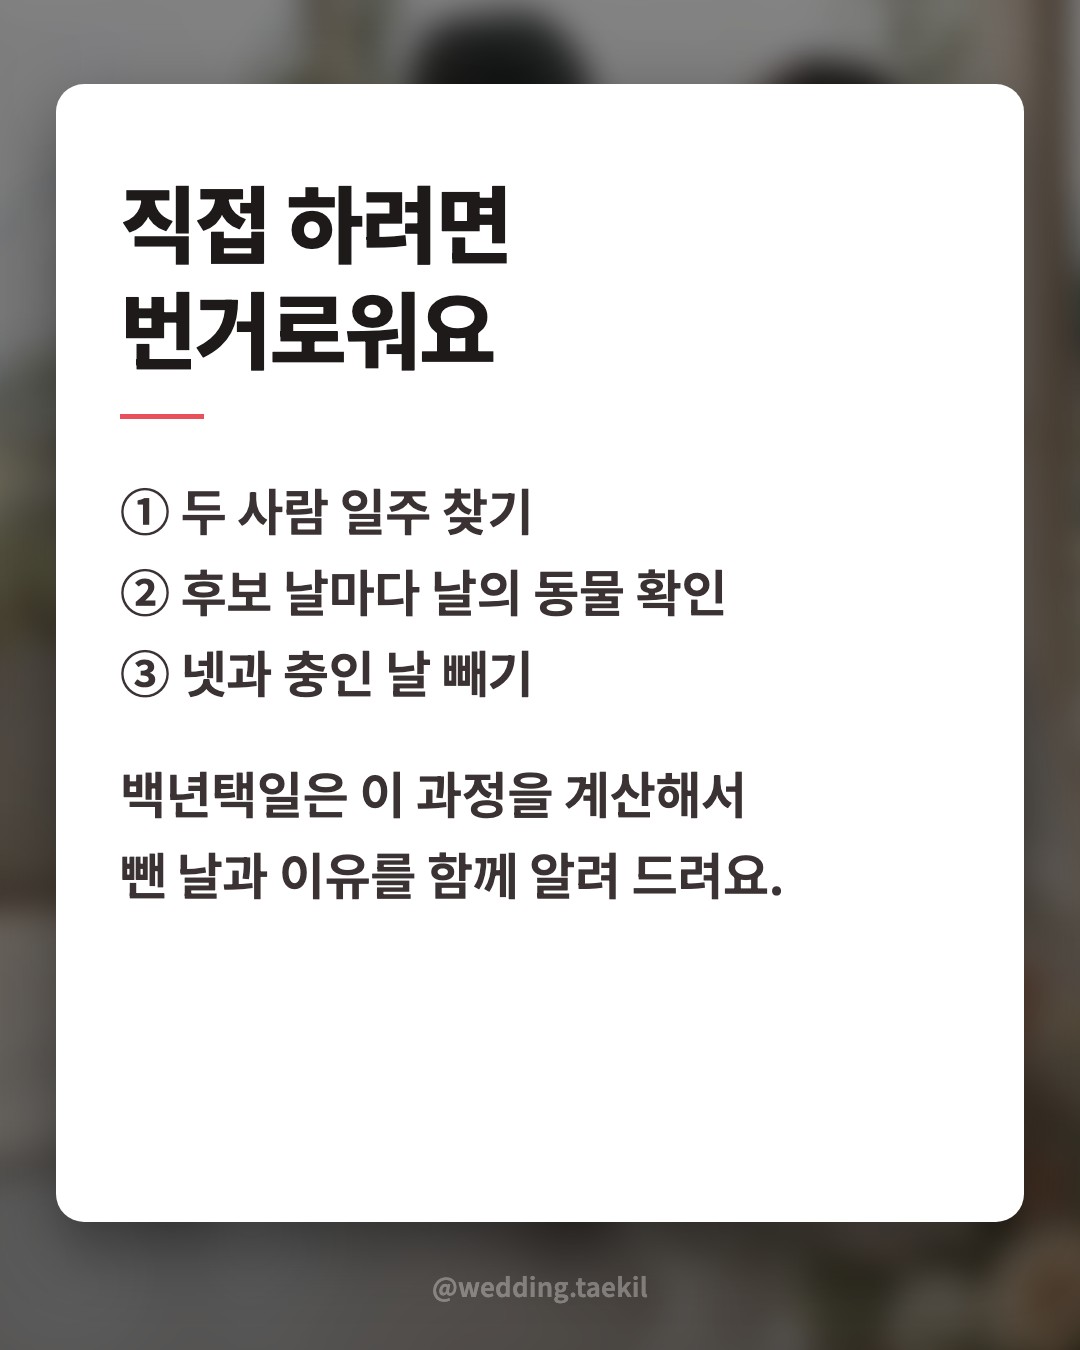 직접 하려면
번거로워요
① 두 사람 일주 찾기
② 후보 날마다 날의 동물 확인
③ 넷과 충인 날 빼기
백년택일은 이 과정을 계산해서
뺀 날과 이유를 함께 알려 드려요.
@wedding.taekil